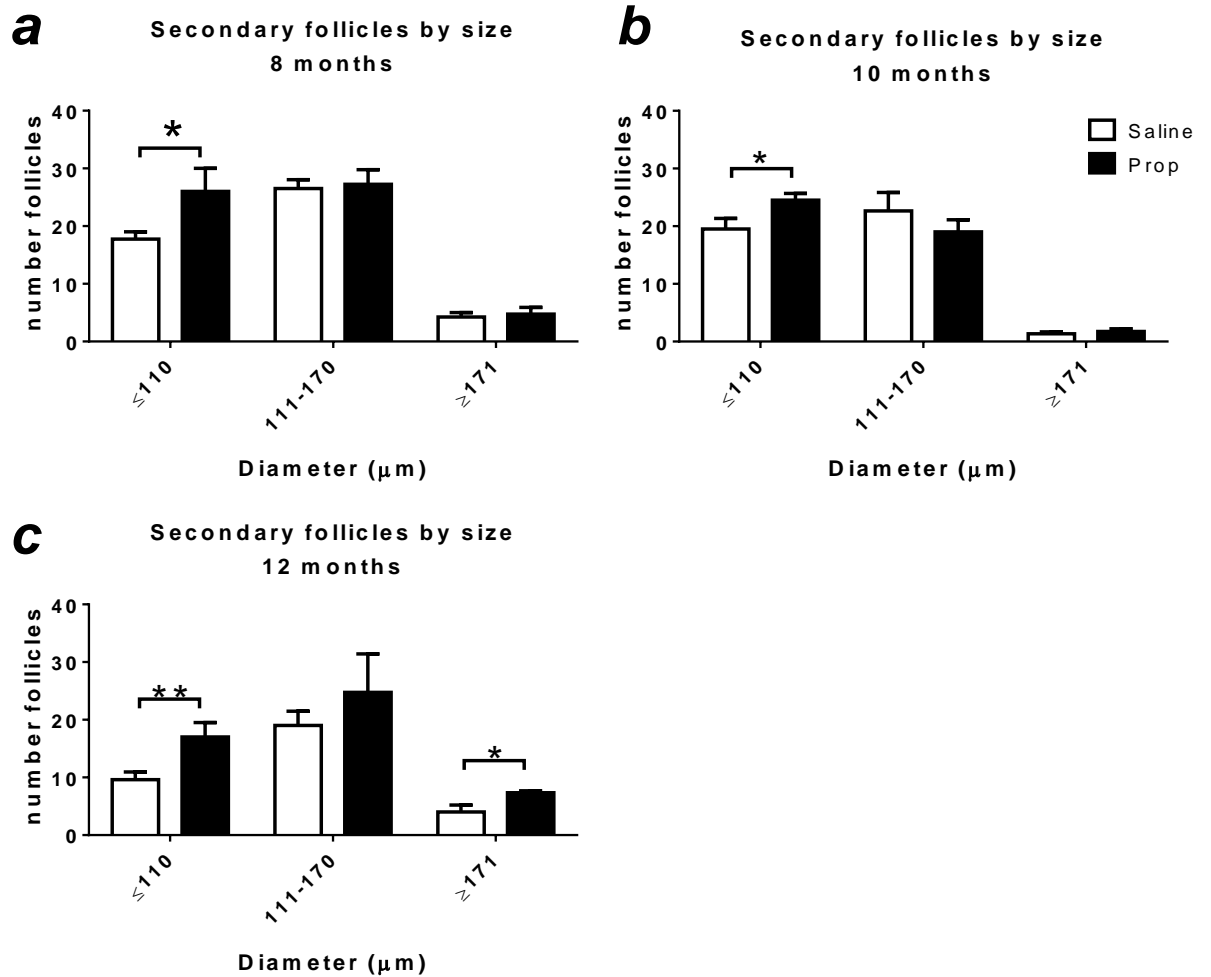 a
Secondary follicles by size
8 months
number follicles
40
30
20
10
0
*
≤110
111-170
≥171
Diameter (μm)
b
Secondary follicles by size
10 months
number follicles
40
30
20
10
0
*
Saline
Prop
≤110
111-170
≥171
Diameter (μm)
c
Secondary follicles by size
12 months
number follicles
40
30
20
10
0
**
*
≤110
111-170
≥171
Diameter (μm)